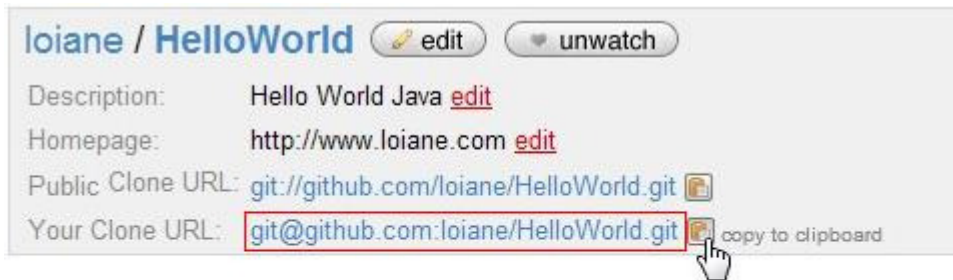 loiane / HelloWorld edit unwatch
Description: Hello World Java edit
Homepage: http://www.loiane.com edit
Public Clone URL: git://github.com/loiane/HelloWorld.git
Your Clone URL: git@github.com:loiane/HelloWorld.git copy to clipboard